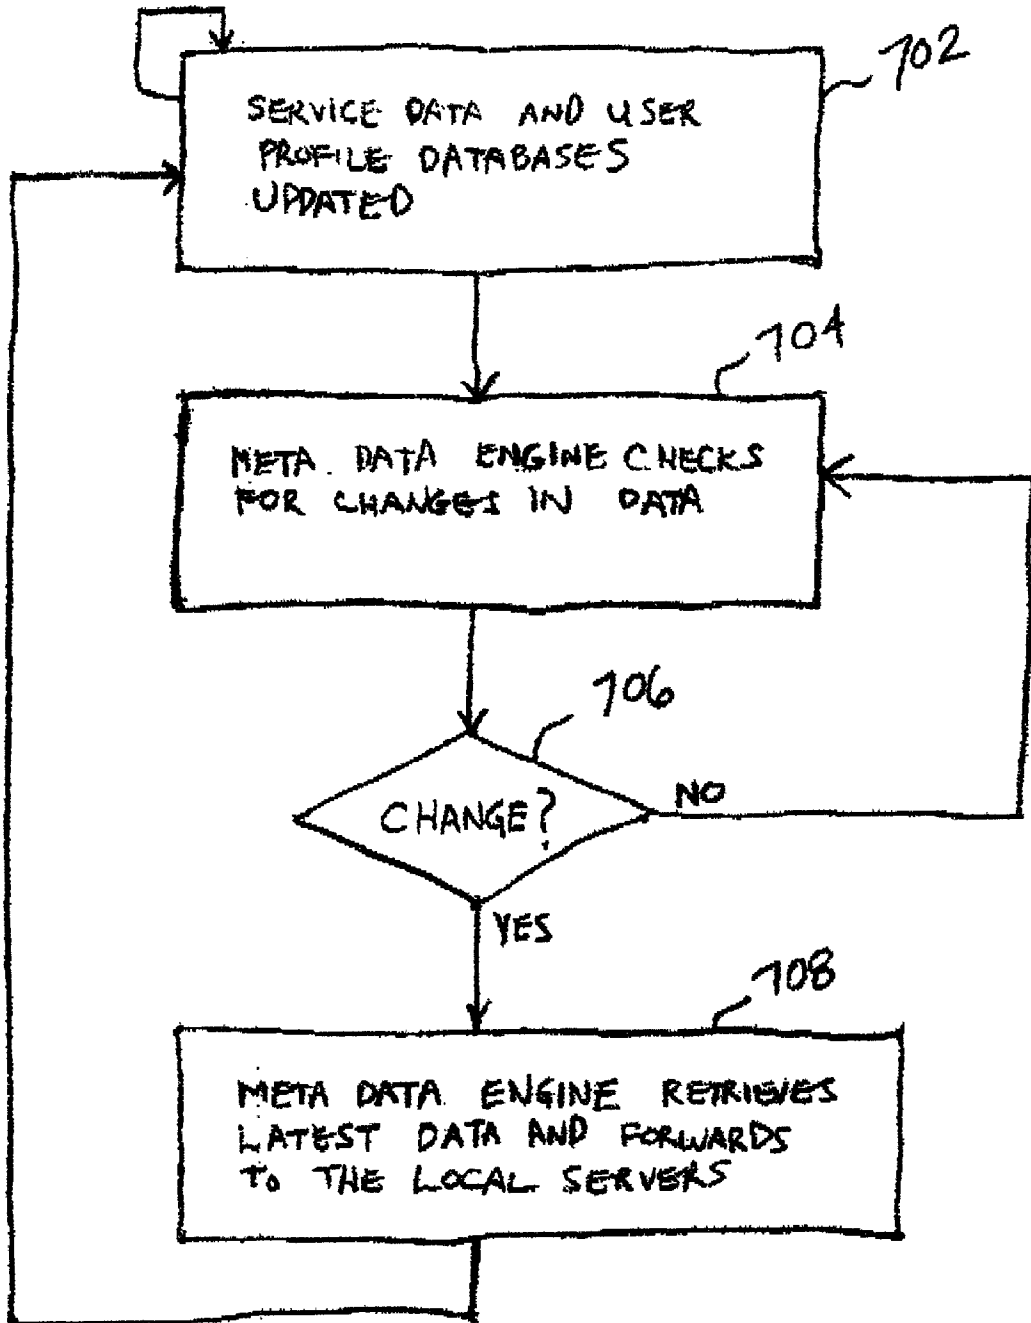 702
SERVICE DATA AND USER
PROFILE DATABASES
UPDATED
704
META DATA ENGINE CHECKS
FOR CHANGES IN DATA
706
CHANGE?
NO
YES
708
META DATA ENGINE RETRIEVES
LATEST DATA AND FORWARDS
TO THE LOCAL SERVERS